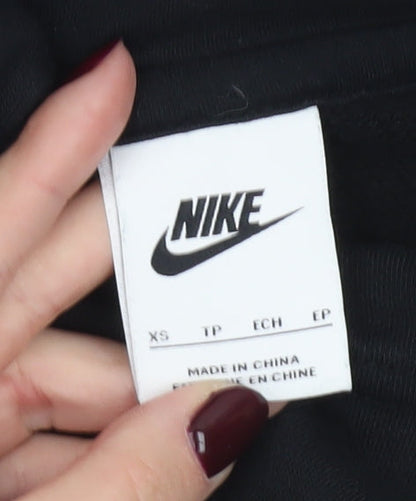 NIKE
XS TP ECH EP
MADE IN CHINA
EN CHINE